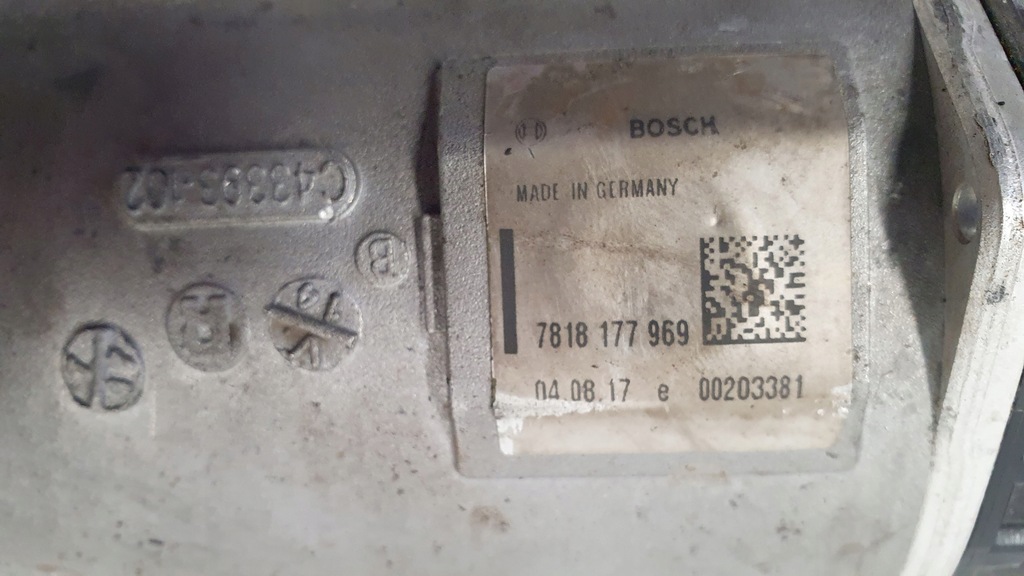 BOSCH
MADE IN GERMANY
7818 177 969
04.08.17 e 00203381
B